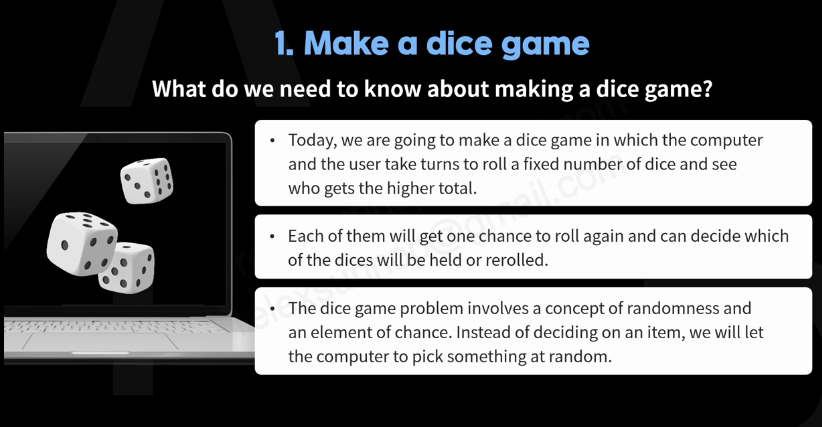 1. Make a dice game
What do we need to know about making a dice game?
• Today, we are going to make a dice game in which the computer
and the user take turns to roll a fixed number of dice and see
who gets the higher total.
• Each of them will get one chance to roll again and can decide which
of the dices will be held or rerolled.
• The dice game problem involves a concept of randomness and
an element of chance. Instead of deciding on an item, we will let
the computer to pick something at random.